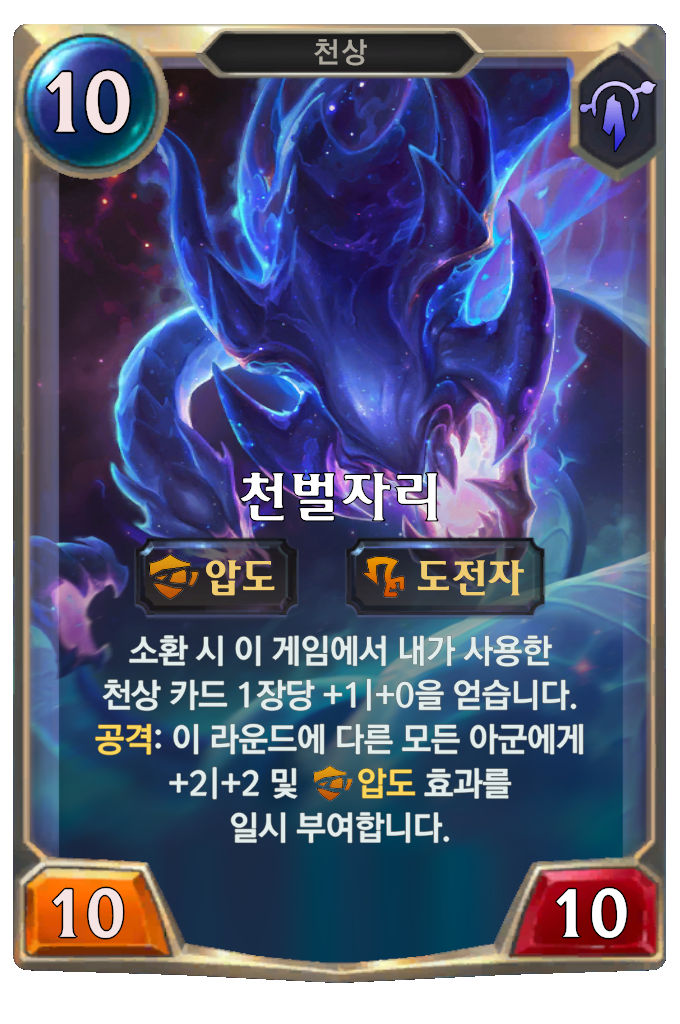 10
천상
천벌자리
압도
도전자
소환 시 이 게임에서 내가 사용한
천상 카드 1장당 +1|+0을 얻습니다.
공격: 이 라운드에 다른 모든 아군에게
+2|+2 및 압도 효과를
일시 부여합니다.
10
10